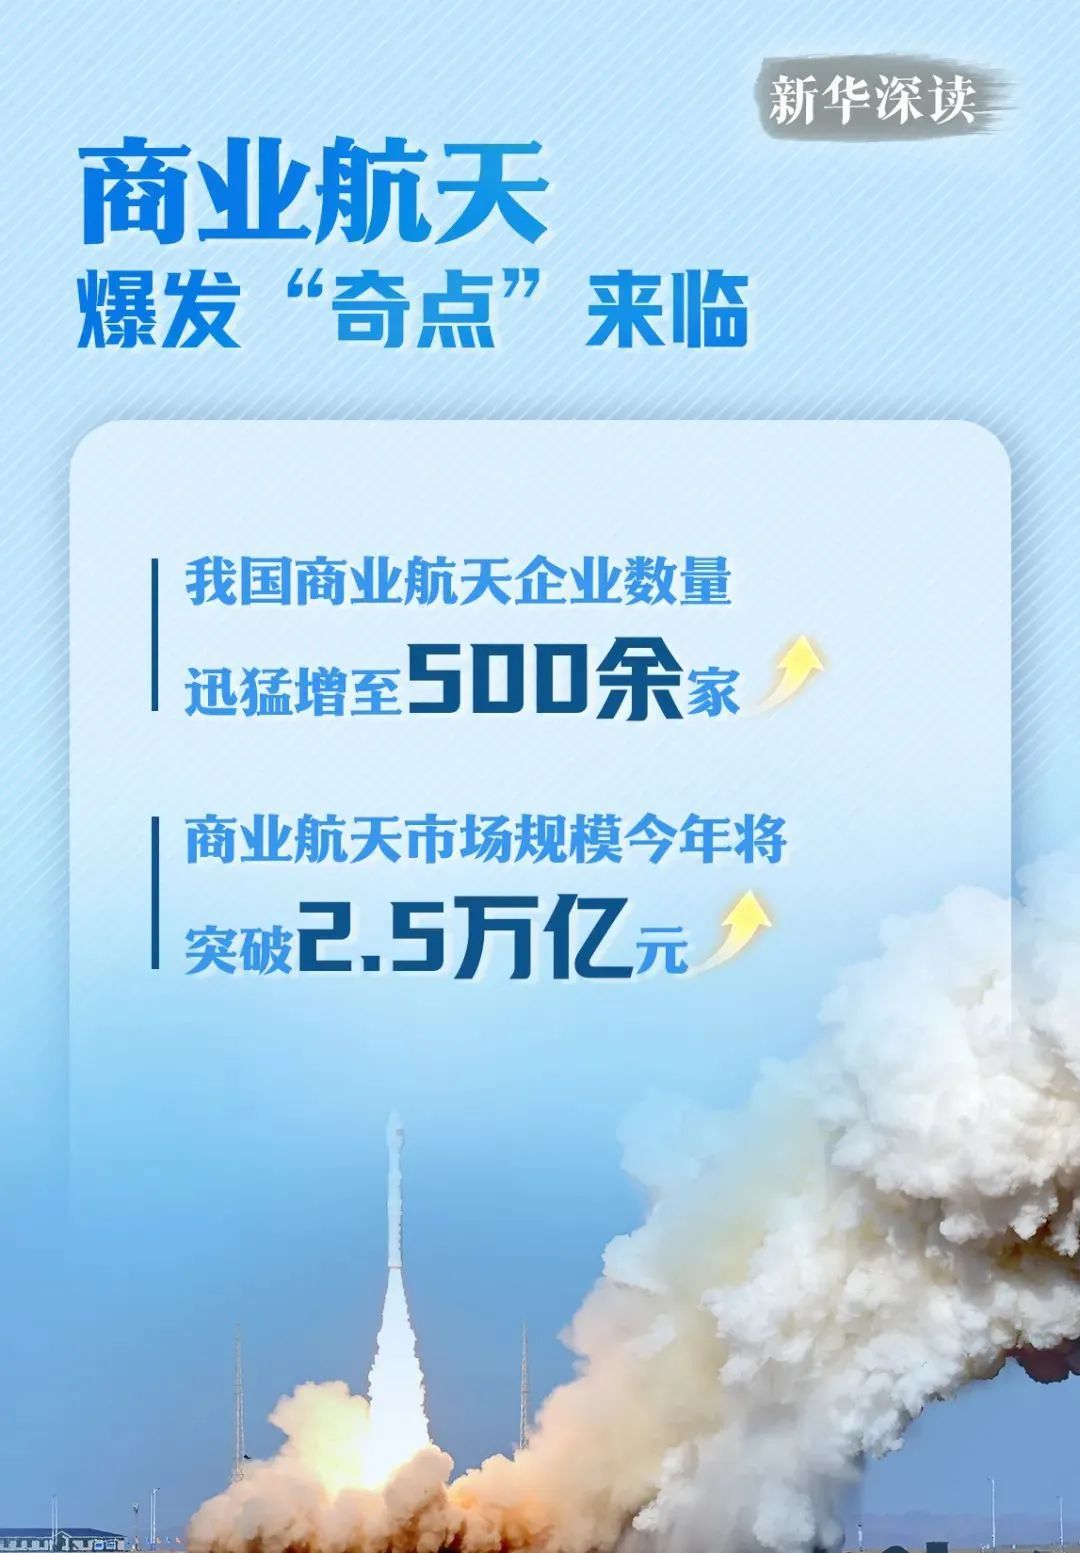 新华深读
商业航天
爆发“奇点”来临
我国商业航天企业数量
迅猛增至500余家
商业航天市场规模今年将
突破2.5万亿元